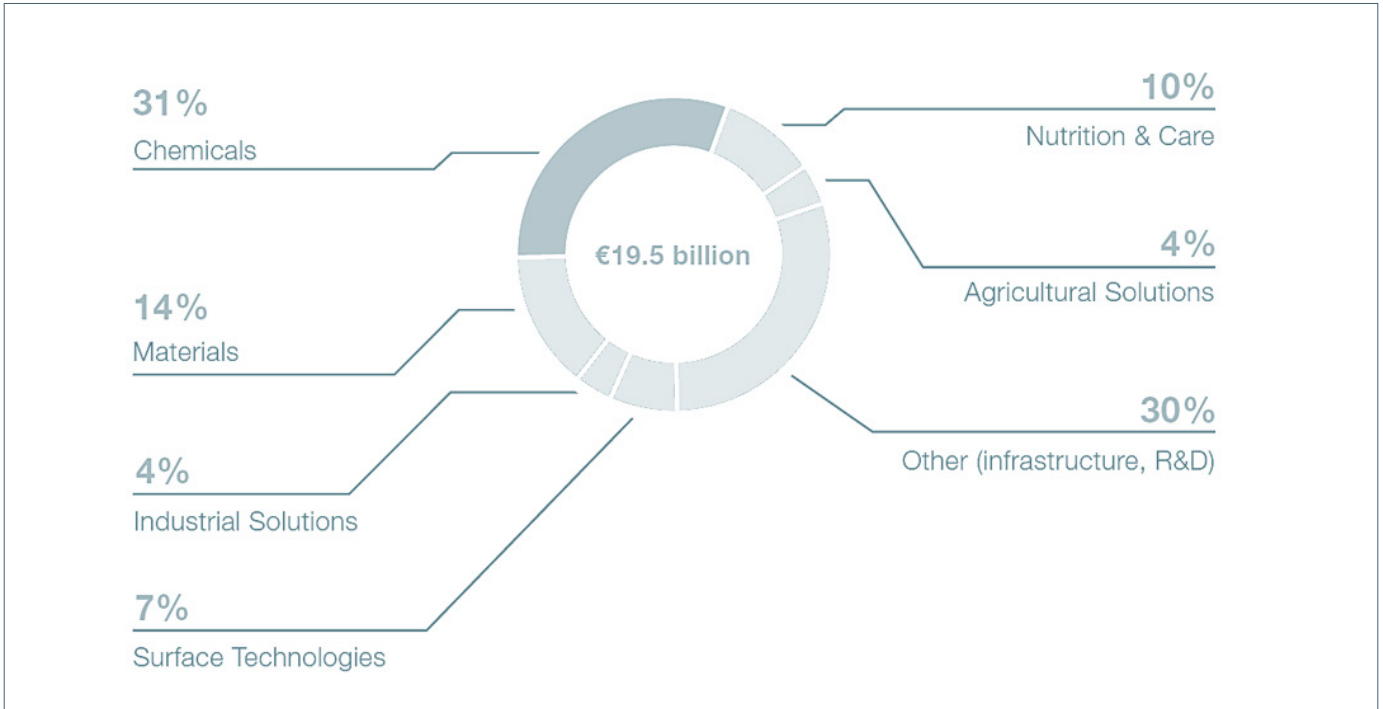 31%
Chemicals
14%
Materials
4%
Industrial Solutions
7%
Surface Technologies
€19.5 billion
10%
Nutrition & Care
4%
Agricultural Solutions
30%
Other (infrastructure, R&D)